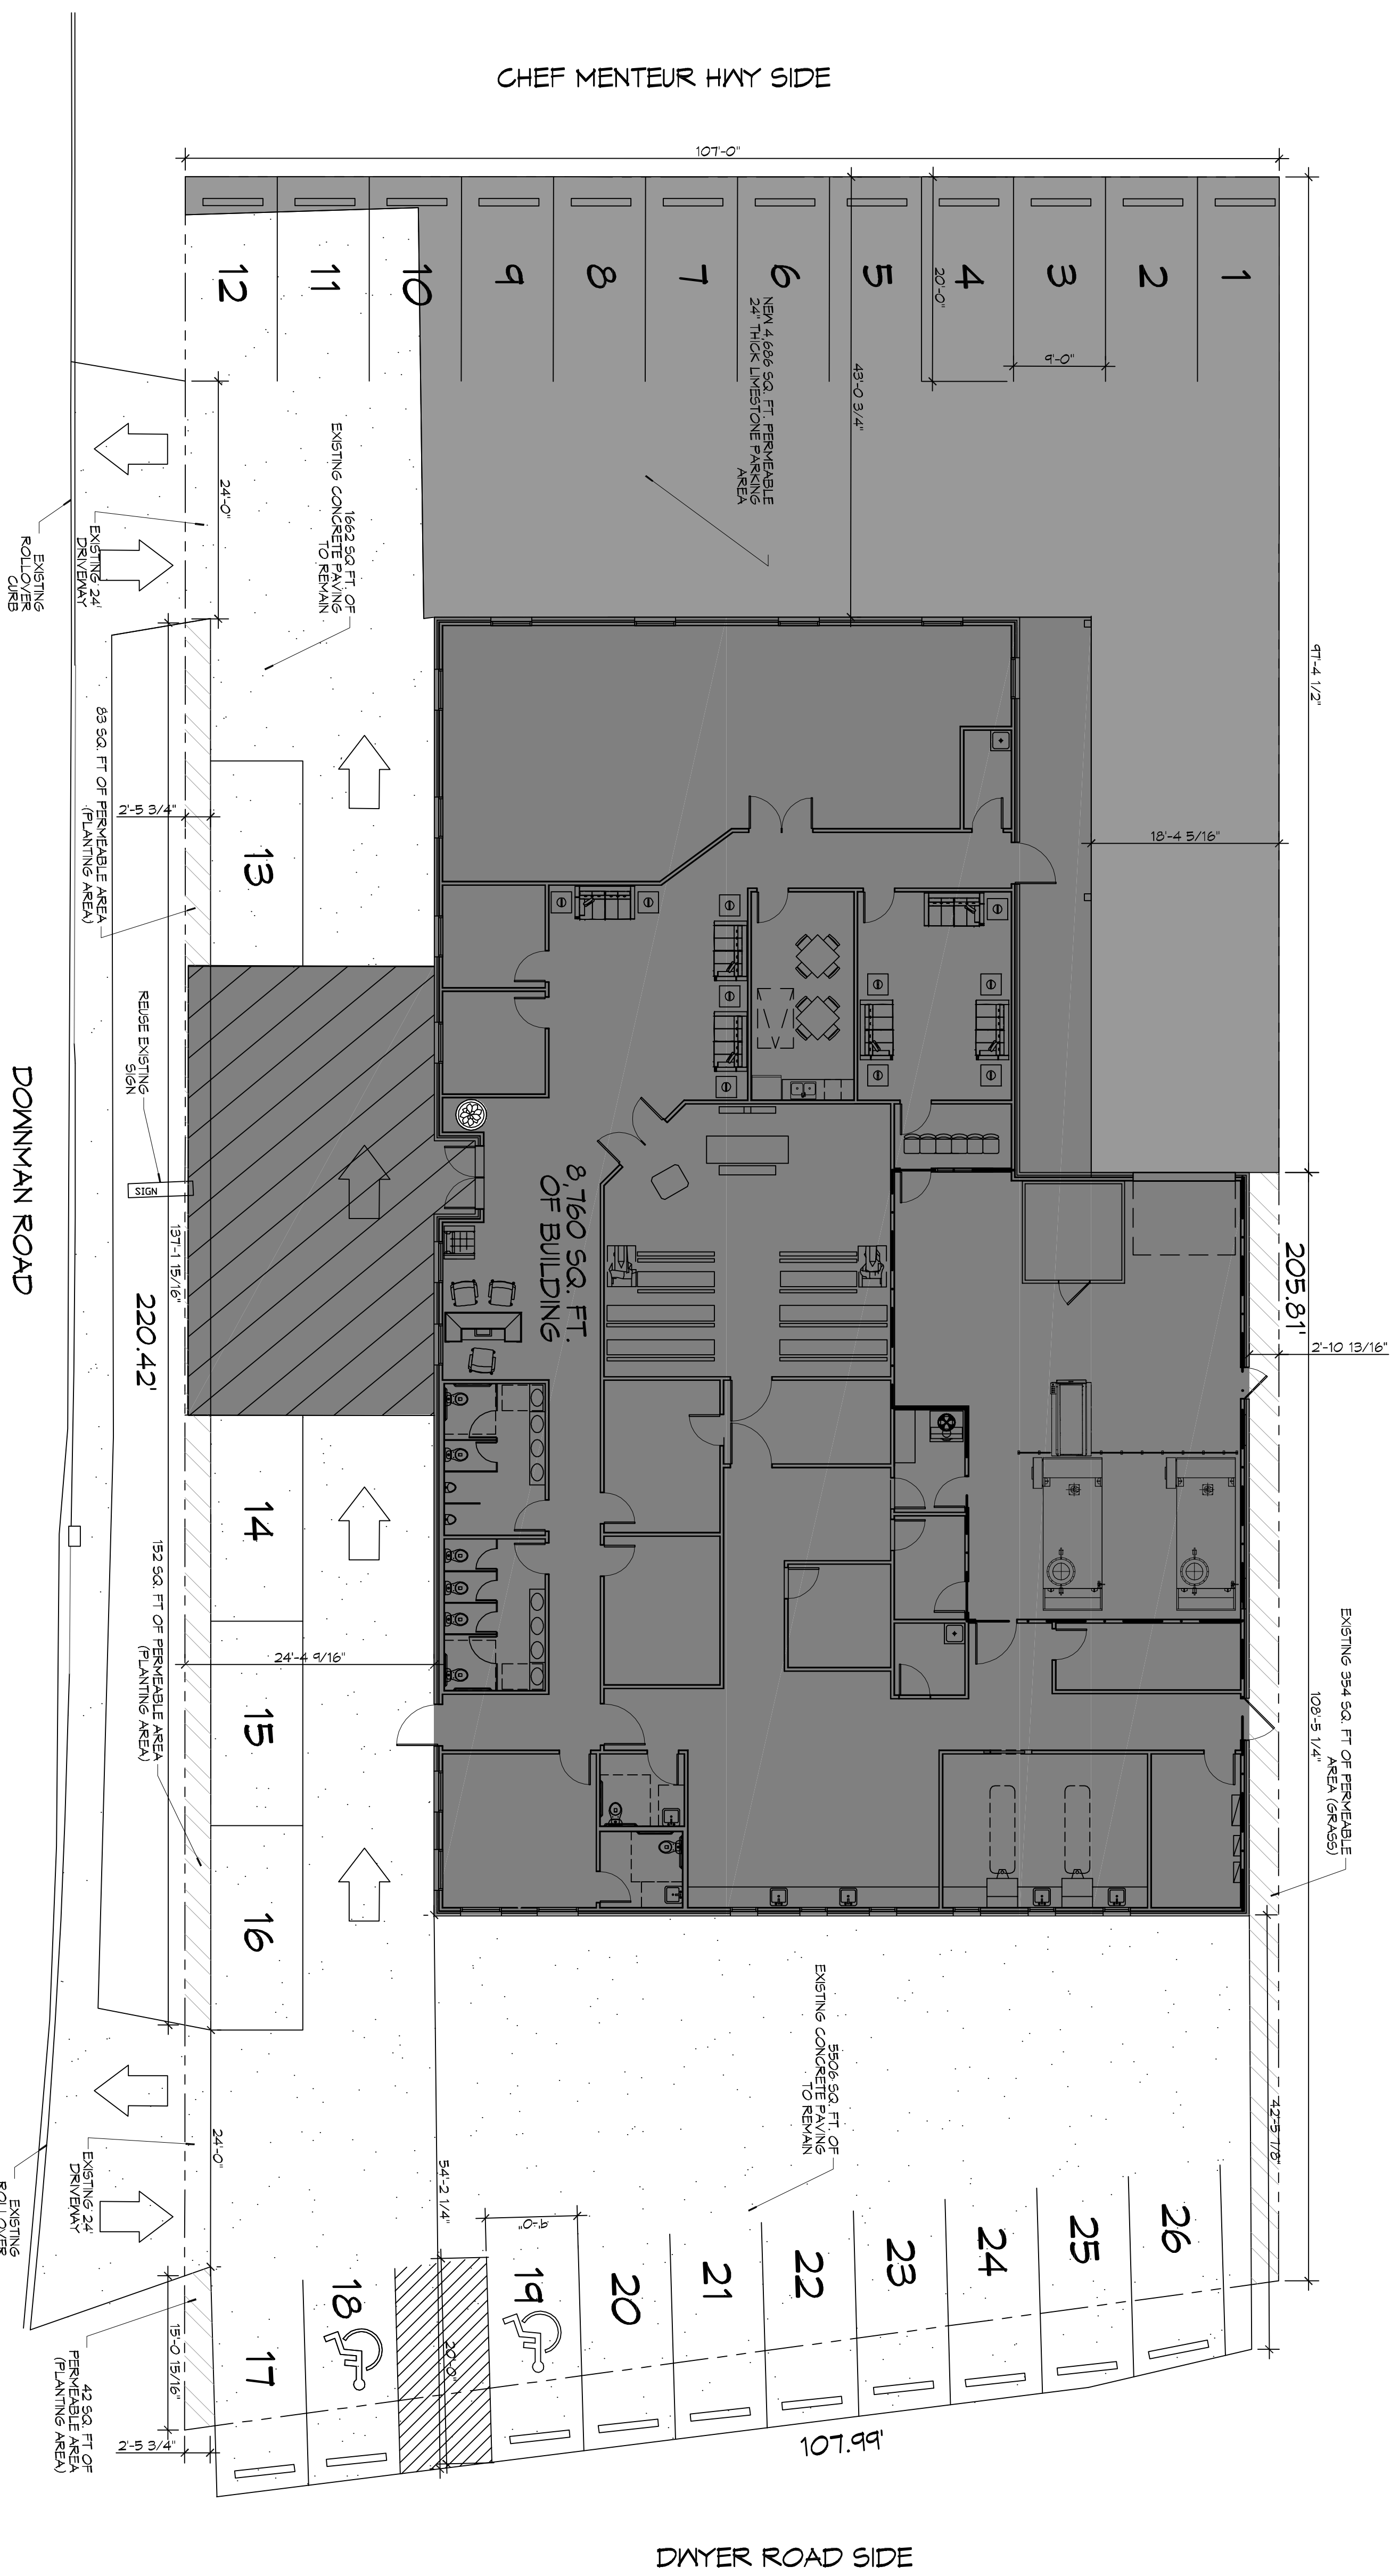 CHEF MENTEUR HWY SIDE
107'-0"
12
11
10
9
8
7
6
5
4
3
2
1
20'-0"
9'-0"
43'-0 3/4"
NEW 4,686 SQ. FT. PERMEABLE
24" THICK LIMESTONE PARKING
AREA
97'-4 1/2"
24'-0"
EXISTING 24'
DRIVEWAY
EXISTING
ROLLOVER
CURB
1662 SQ FT. OF
EXISTING CONCRETE PAVING
TO REMAIN
83 SQ. FT OF PERMEABLE AREA
(PLANTING AREA)
2'-5 3/4"
13
18'-4 5/16"
REUSE EXISTING
SIGN
SIGN
DOWNMAN ROAD
137'-1 15/16"
220.42'
8,760 SQ. FT.
OF BUILDING
205.81'
2'-10 13/16"
14
15
16
152 SQ. FT OF PERMEABLE AREA
(PLANTING AREA)
24'-4 9/16"
EXISTING 354 SQ. FT OF PERMEABLE
AREA (GRASS)
108'-5 1/4"
5506 SQ. FT. OF
EXISTING CONCRETE PAVING
TO REMAIN
42'-5 7/8"
24'-0"
EXISTING 24'
DRIVEWAY
EXISTING
ROLLOVER
54'-2 1/4"
9'-0"
20'-0"
15'-0 15/16"
2'-5 3/4"
42 SQ. FT OF
PERMEABLE AREA
(PLANTING AREA)
17
18
19
20
21
22
23
24
25
26
107.99'
DWYER ROAD SIDE